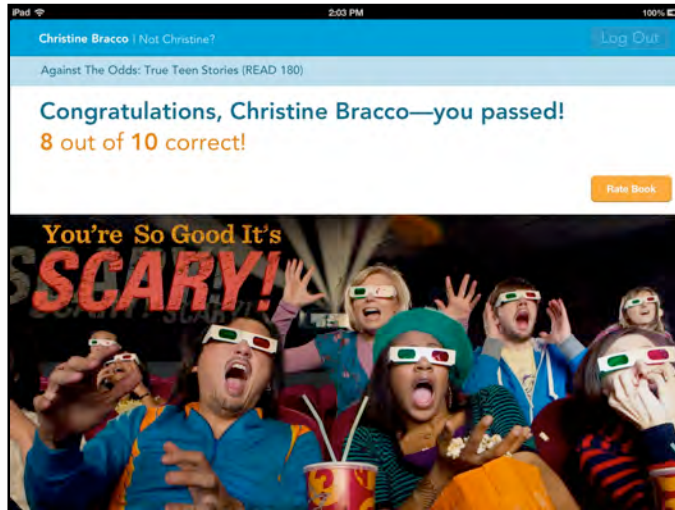 iPad 2:03 PM 100%
Christine Bracco | Not Christine? Log Out
Against The Odds: True Teen Stories (READ 180)
Congratulations, Christine Bracco—you passed!
8 out of 10 correct!
Rate Book
You're So Good It's
SCARY!